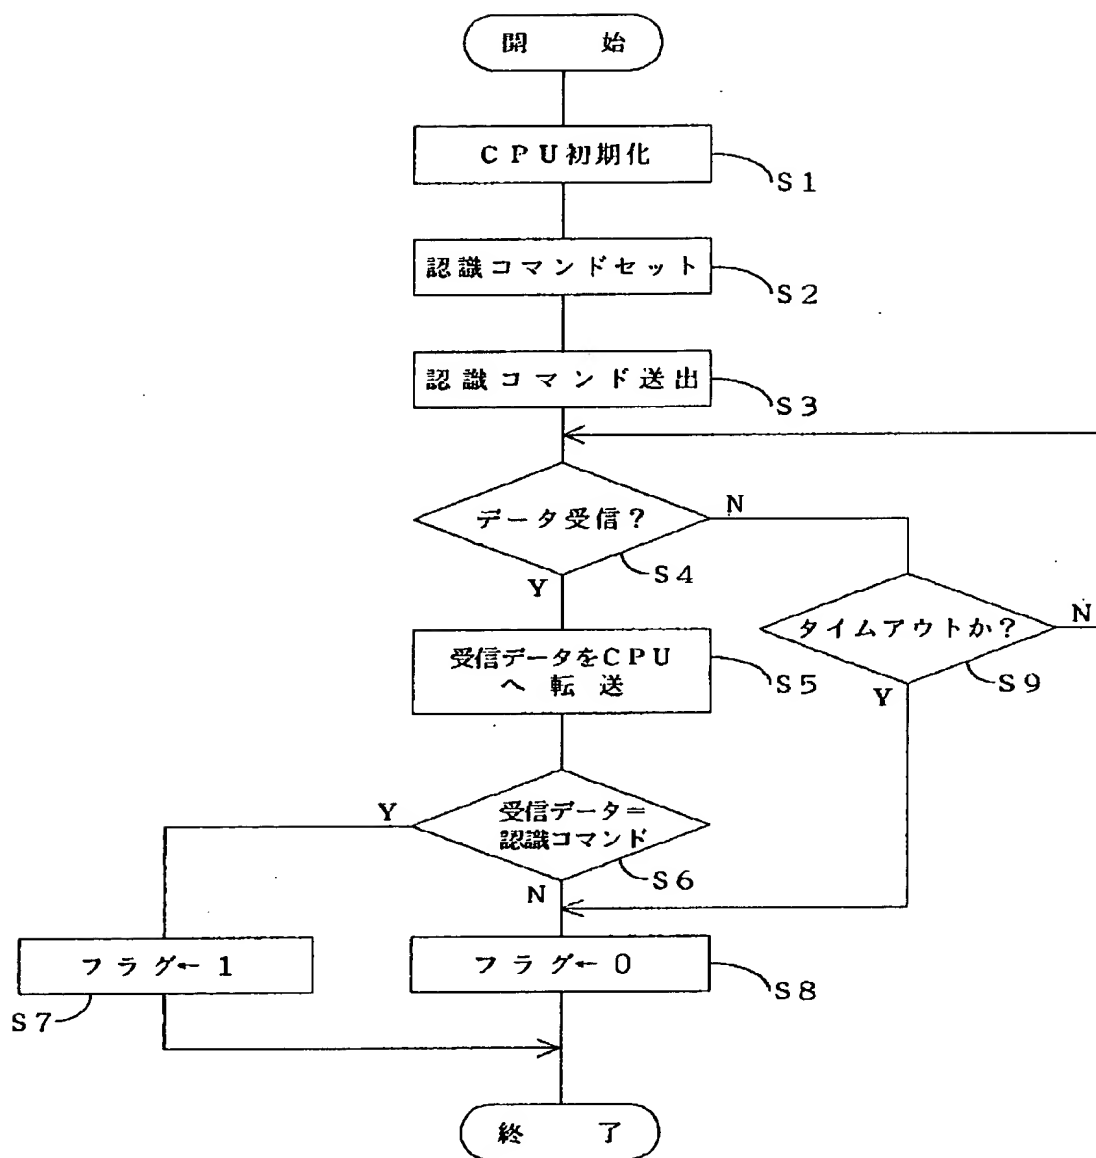 開 始
CPU初期化
S1
認識コマンドセット
S2
認識コマンド送出
S3
データ受信?
N
S4
Y
タイムアウトか?
N
S9
Y
受信データをCPU
へ転送
S5
受信データ=
認識コマンド
Y
S6
N
フラグ←1
S7
フラグ←0
S8
終 了